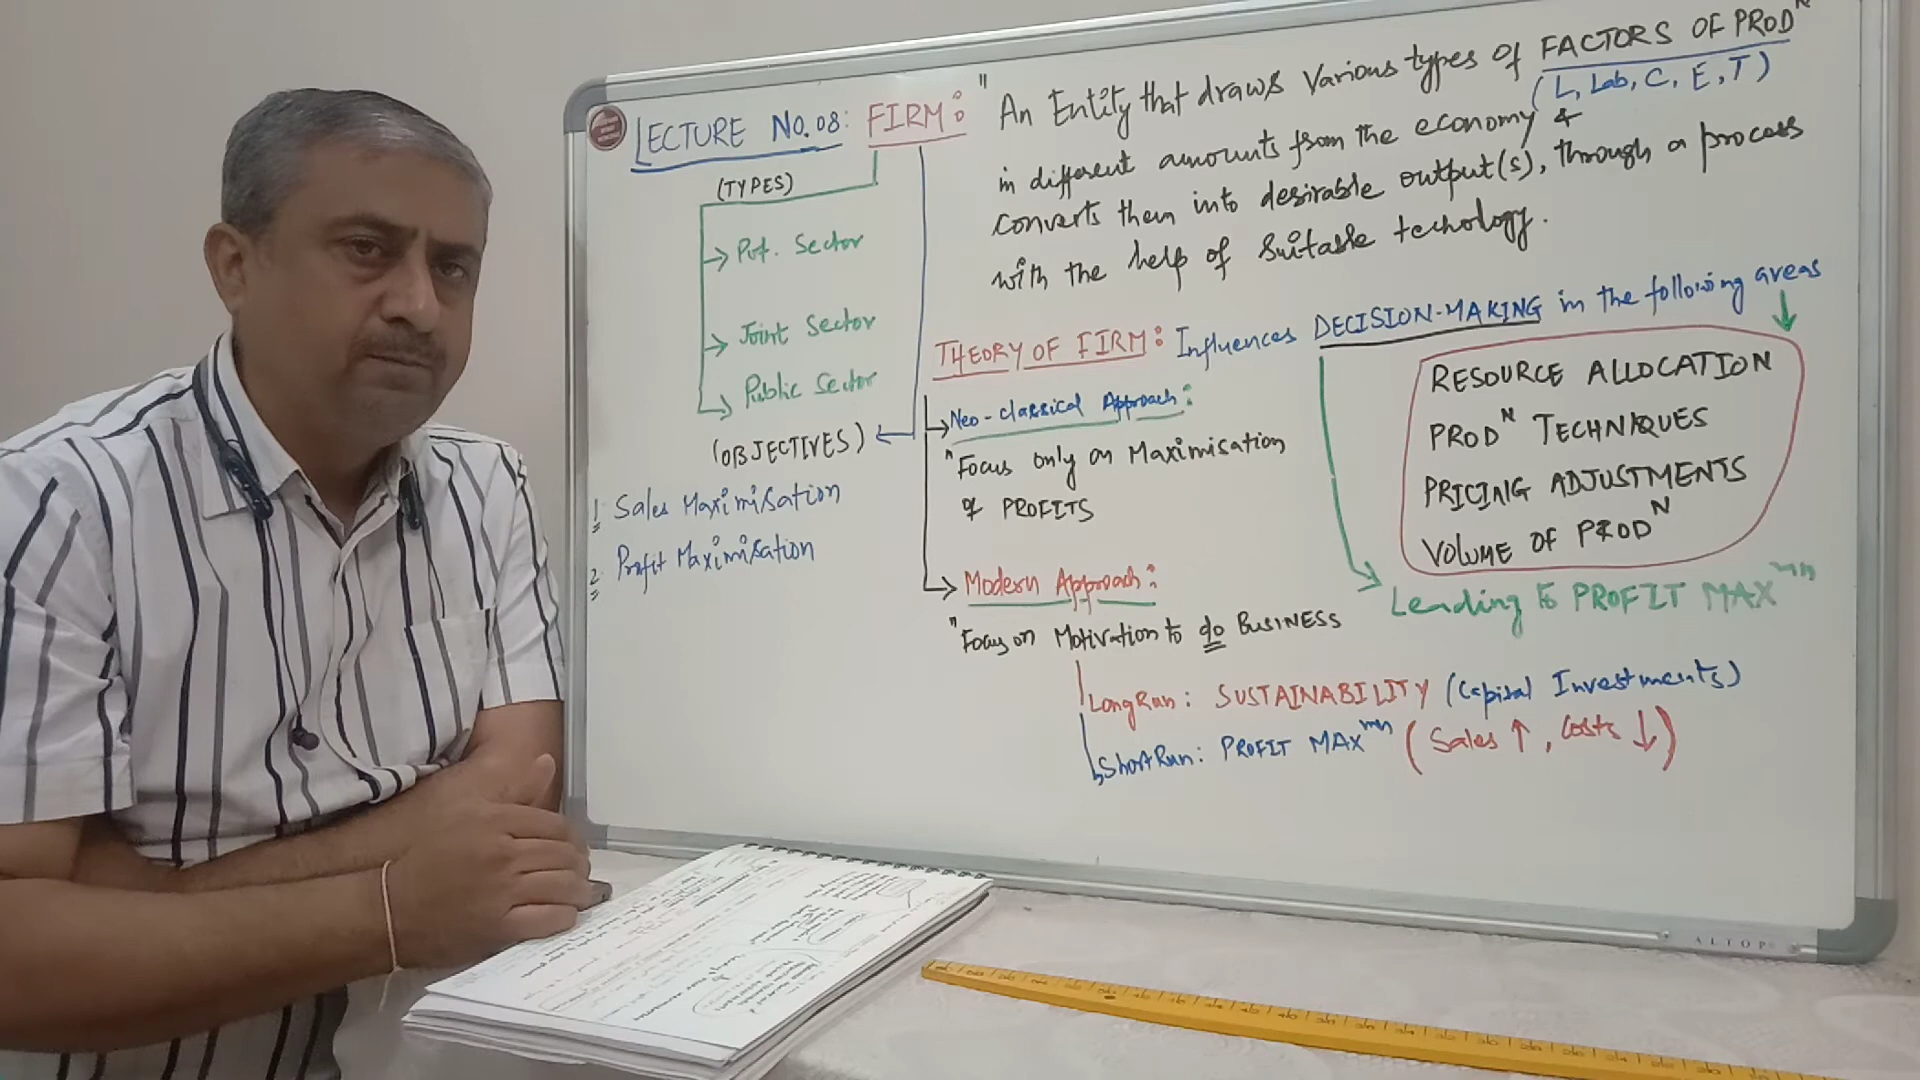 LECTURE NO.08: FIRM:
" An Entity that draws various types of FACTORS OF PRODᴺ
(L, Lab, C, E, T)
in different amounts from the economy &
converts them into desirable output(s), through a process
with the help of suitable techology.
(TYPES)
Pvt. Sector
Joint Sector
Public Sector
(OBJECTIVES)
1 Sales Maximisation
2 Profit Maximisation
THEORY OF FIRM: Influences DECISION-MAKING in the following areas
RESOURCE ALLOCATION
PRODᴺ TECHNIQUES
PRICING ADJUSTMENTS
VOLUME OF PRODᴺ
Leading to PROFIT MAXᵐⁿ
Neo-classical Approach:
" Focus only on Maximisation
of PROFITS
Modern Approach:
" Focus on Motivation to do BUSINESS
Long Run: SUSTAINABILITY (Capital Investments)
Short Run: PROFIT MAXᵐⁿ (Sales ↑, Costs ↓)
ALTOP